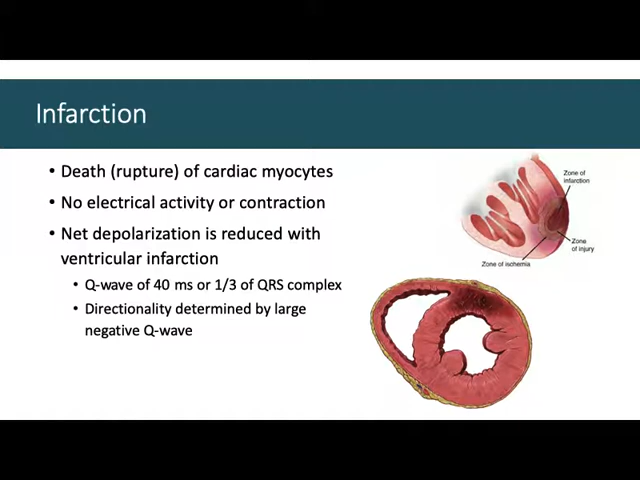 Infarction
• Death (rupture) of cardiac myocytes
• No electrical activity or contraction
• Net depolarization is reduced with
ventricular infarction
• Q-wave of 40 ms or 1/3 of QRS complex
• Directionality determined by large
negative Q-wave
Zone of
infarction
Zone
of injury
Zone of ischemia